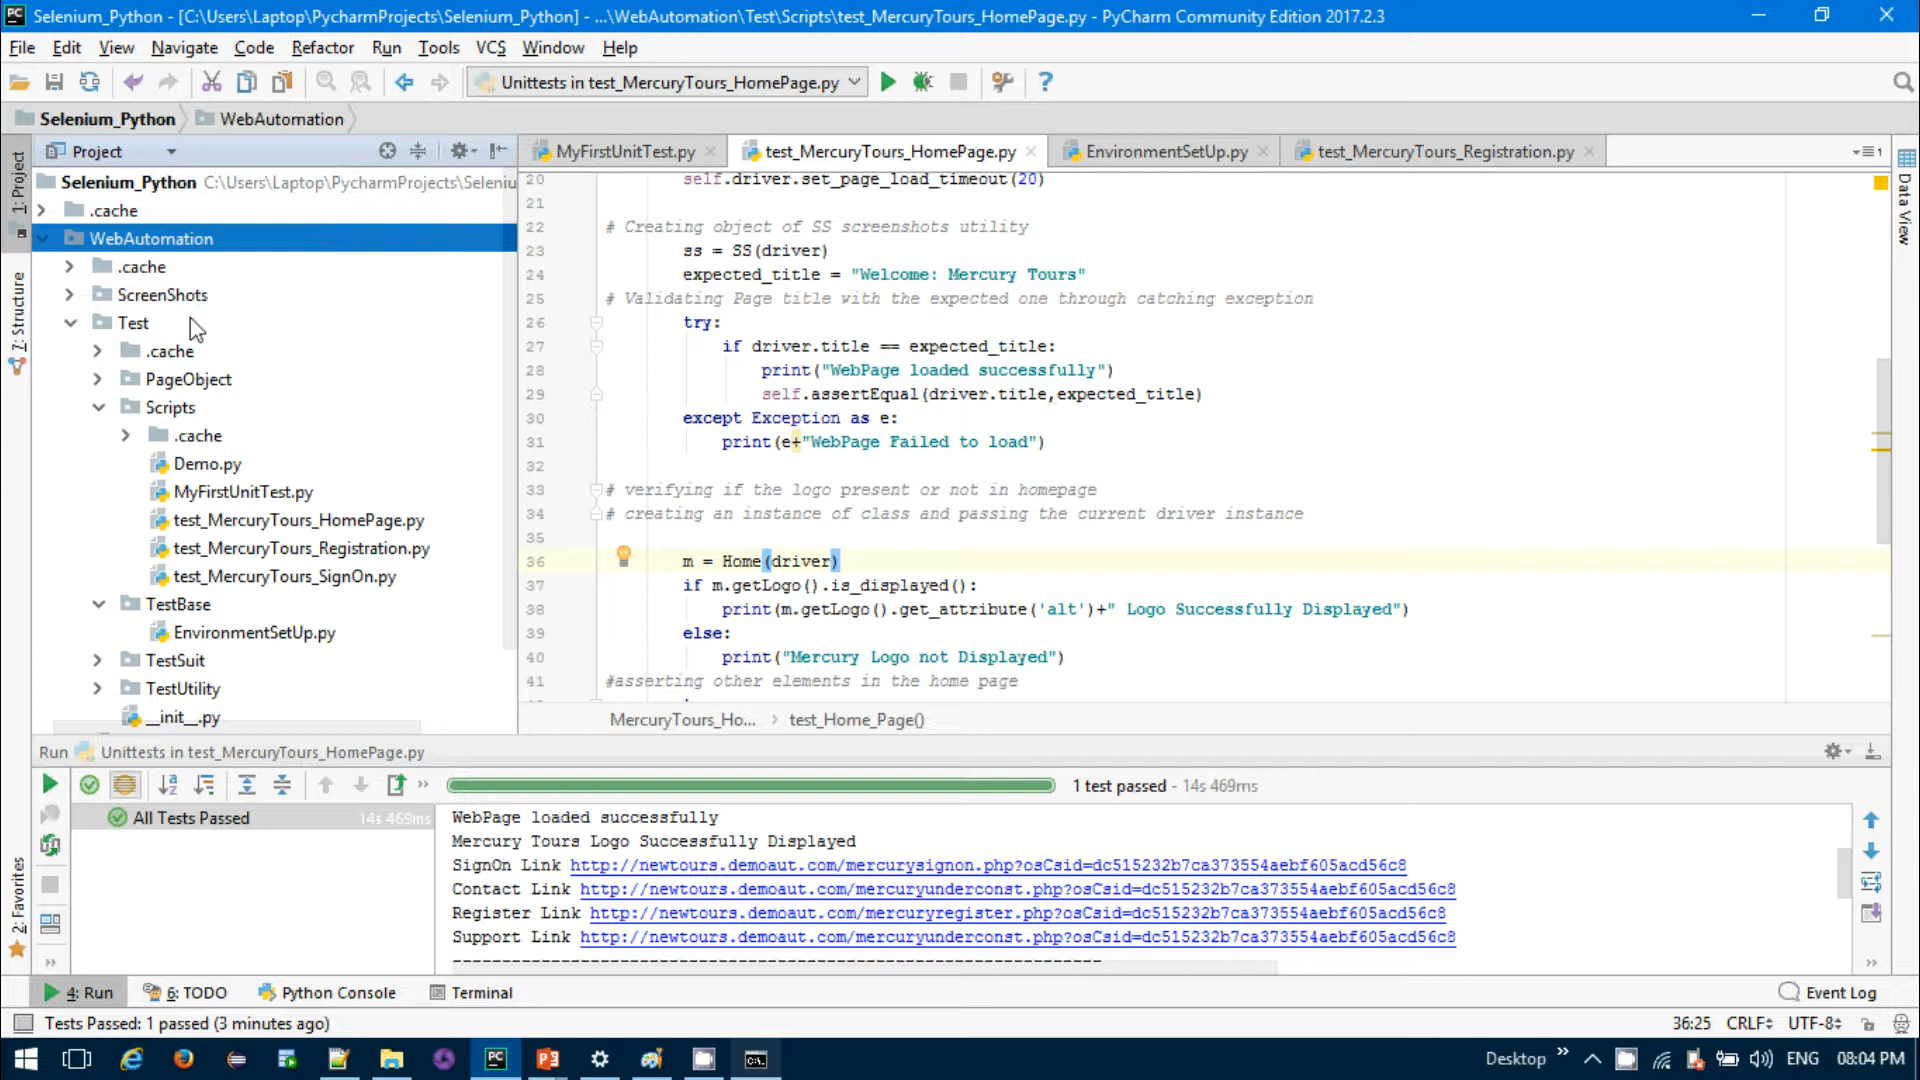 Selenium_Python - [C:\Users\Laptop\PycharmProjects\Selenium_Python] - ...\WebAutomation\Test\Scripts\test_MercuryTours_HomePage.py - PyCharm Community Edition 2017.2.3
File Edit View Navigate Code Refactor Run Tools VCS Window Help
Unittests in test_MercuryTours_HomePage.py
Selenium_Python WebAutomation
Project
MyFirstUnitTest.py test_MercuryTours_HomePage.py EnvironmentSetUp.py test_MercuryTours_Registration.py
1: Project
7: Structure
2: Favorites
Data View
Selenium_Python C:\Users\Laptop\PycharmProjects\Seleniu
.cache
WebAutomation
.cache
ScreenShots
Test
.cache
PageObject
Scripts
.cache
Demo.py
MyFirstUnitTest.py
test_MercuryTours_HomePage.py
test_MercuryTours_Registration.py
test_MercuryTours_SignOn.py
TestBase
EnvironmentSetUp.py
TestSuit
TestUtility
__init__.py
20 self.driver.set_page_load_timeout(20)
21
22 # Creating object of SS screenshots utility
23 ss = SS(driver)
24 expected_title = "Welcome: Mercury Tours"
25 # Validating Page title with the expected one through catching exception
26 try:
27 if driver.title == expected_title:
28 print("WebPage loaded successfully")
29 self.assertEqual(driver.title,expected_title)
30 except Exception as e:
31 print(e+"WebPage Failed to load")
32
33 # verifying if the logo present or not in homepage
34 # creating an instance of class and passing the current driver instance
35
36 m = Home(driver)
37 if m.getLogo().is_displayed():
38 print(m.getLogo().get_attribute('alt')+" Logo Successfully Displayed")
39 else:
40 print("Mercury Logo not Displayed")
41 #asserting other elements in the home page
MercuryTours_Ho... test_Home_Page()
Run Unittests in test_MercuryTours_HomePage.py
1 test passed - 14s 469ms
All Tests Passed 14s 469ms
WebPage loaded successfully
Mercury Tours Logo Successfully Displayed
SignOn Link http://newtours.demoaut.com/mercurysignon.php?osCsid=dc515232b7ca373554aebf605acd56c8
Contact Link http://newtours.demoaut.com/mercuryunderconst.php?osCsid=dc515232b7ca373554aebf605acd56c8
Register Link http://newtours.demoaut.com/mercuryregister.php?osCsid=dc515232b7ca373554aebf605acd56c8
Support Link http://newtours.demoaut.com/mercuryunderconst.php?osCsid=dc515232b7ca373554aebf605acd56c8
------------------------------------------------------------------
4: Run 6: TODO Python Console Terminal Event Log
Tests Passed: 1 passed (3 minutes ago) 36:25 CRLF UTF-8
Desktop ENG 08:04 PM